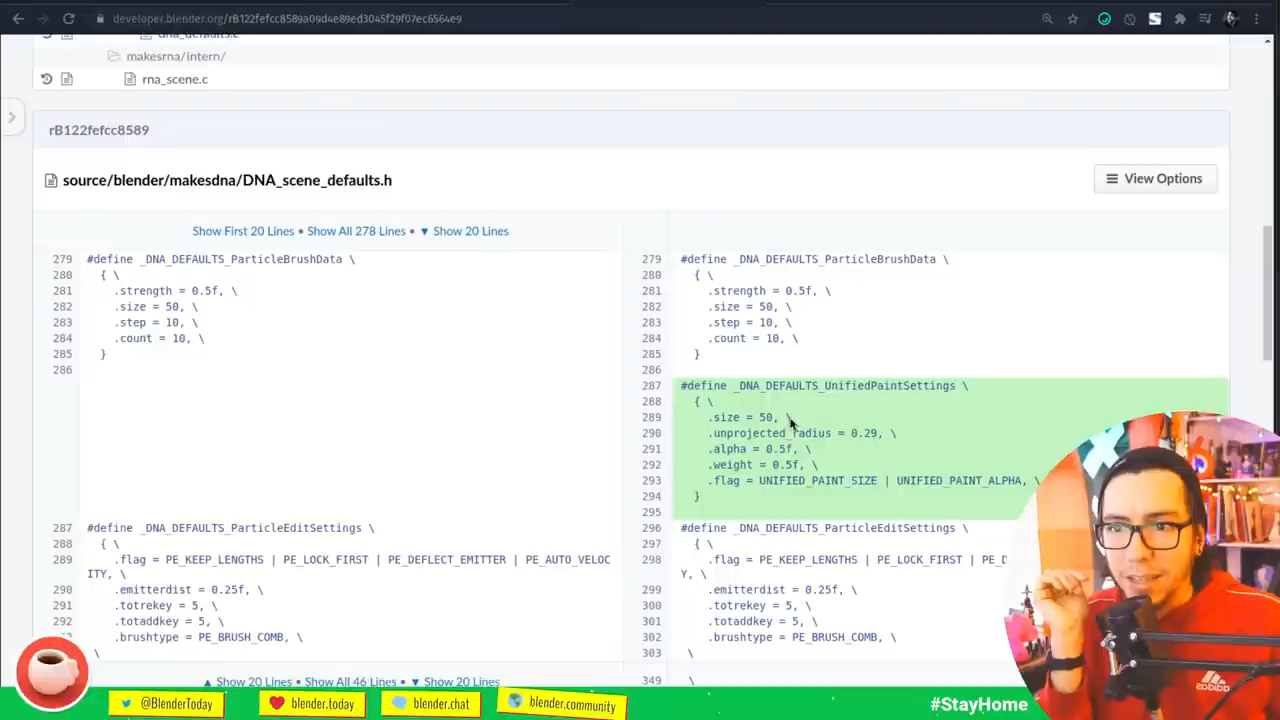 developer.blender.org/rB122fefcc8589a09d4e89ed3045f29f07ec6564e9
dna_defaults.c
makesrna/intern/
rna_scene.c
rB122fefcc8589
source/blender/makesdna/DNA_scene_defaults.h
View Options
Show First 20 Lines • Show All 278 Lines • ▼ Show 20 Lines
279 #define _DNA_DEFAULTS_ParticleBrushData \
280 { \
281 .strength = 0.5f, \
282 .size = 50, \
283 .step = 10, \
284 .count = 10, \
285 }
286
287 #define _DNA_DEFAULTS_ParticleEditSettings \
288 { \
289 .flag = PE_KEEP_LENGTHS | PE_LOCK_FIRST | PE_DEFLECT_EMITTER | PE_AUTO_VELOC
ITY, \
290 .emitterdist = 0.25f, \
291 .totrekey = 5, \
292 .totaddkey = 5, \
.brushtype = PE_BRUSH_COMB, \
\
▲ Show 20 Lines • Show All 46 Lines • ▼ Show 20 Lines
279 #define _DNA_DEFAULTS_ParticleBrushData \
280 { \
281 .strength = 0.5f, \
282 .size = 50, \
283 .step = 10, \
284 .count = 10, \
285 }
286
287 #define _DNA_DEFAULTS_UnifiedPaintSettings \
288 { \
289 .size = 50, \
290 .unprojected_radius = 0.29, \
291 .alpha = 0.5f, \
292 .weight = 0.5f, \
293 .flag = UNIFIED_PAINT_SIZE | UNIFIED_PAINT_ALPHA, \
294 }
295
296 #define _DNA_DEFAULTS_ParticleEditSettings \
297 { \
298 .flag = PE_KEEP_LENGTHS | PE_LOCK_FIRST | PE_D
Y, \
299 .emitterdist = 0.25f, \
300 .totrekey = 5, \
301 .totaddkey = 5, \
302 .brushtype = PE_BRUSH_COMB, \
303 \
349 \
adidas
@BlenderToday
blender.today
blender.chat
blender.community
#StayHome